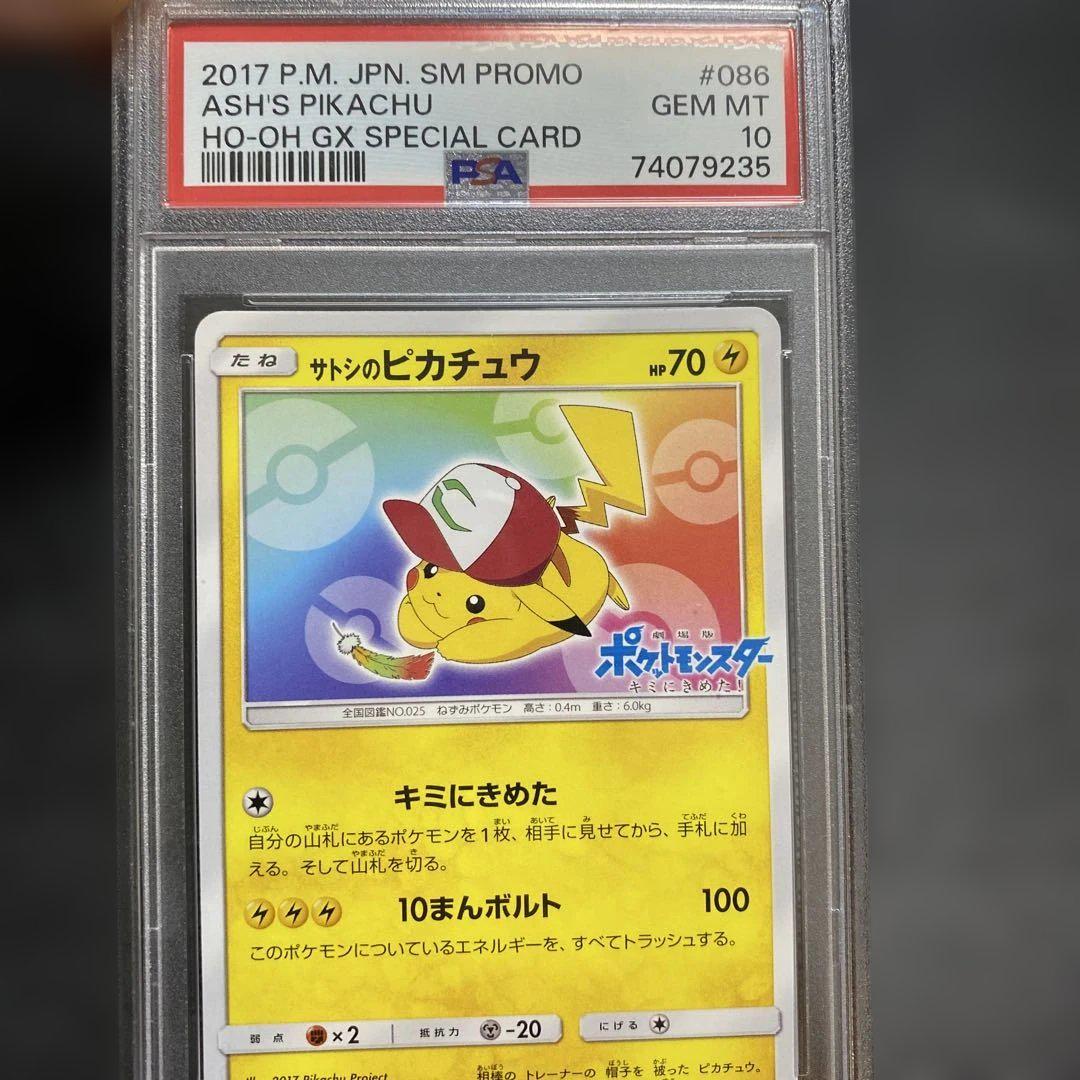 2017 P.M. JPN. SM PROMO #086
ASH'S PIKACHU GEM MT
HO-OH GX SPECIAL CARD 10
PSA 74079235
たね サトシのピカチュウ HP70
劇場版
ポケットモンスター
キミにきめた!
全国図鑑NO.025 ねずみポケモン 高さ:0.4m 重さ:6.0kg
キミにきめた
自分の山札にあるポケモンを1枚、相手に見せてから、手札に加
える。そして山札を切る。
10まんボルト 100
このポケモンについているエネルギーを、すべてトラッシュする。
弱点 ×2 抵抗力 -20 にげる
相棒の トレーナーの 帽子を 被った ピカチュウ。
2017 Pikachu Project